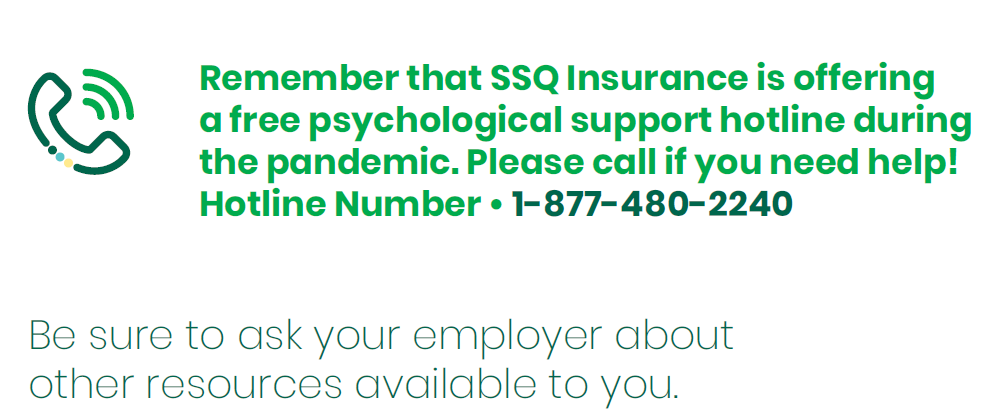 Remember that SSQ Insurance is offering
a free psychological support hotline during
the pandemic. Please call if you need help!
Hotline Number • 1-877-480-2240
Be sure to ask your employer about
other resources available to you.